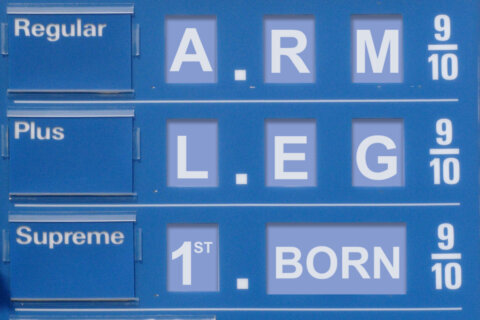 Regular A.RM 9/10
Plus L.EG 9/10
Supreme 1ST.BORN 9/10